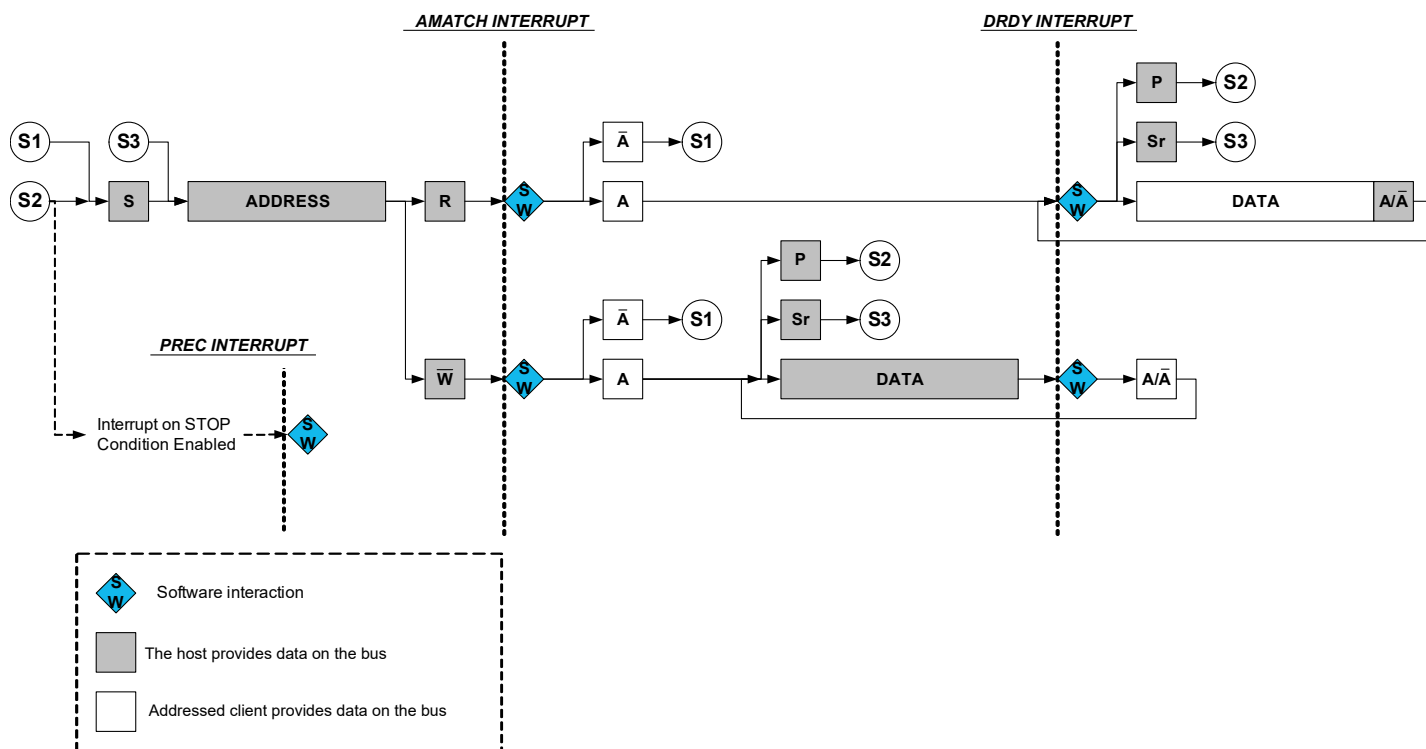 AMATCH INTERRUPT
DRDY INTERRUPT
P
S2
S1
S3
A̅
S1
Sr
S3
S2
S
ADDRESS
R
S
W
A
S
W
DATA
A/A̅
P
S2
A̅
S1
Sr
S3
PREC INTERRUPT
W̅
S
W
A
DATA
S
W
A/A̅
Interrupt on STOP
Condition Enabled
S
W
S
W
Software interaction
The host provides data on the bus
Addressed client provides data on the bus